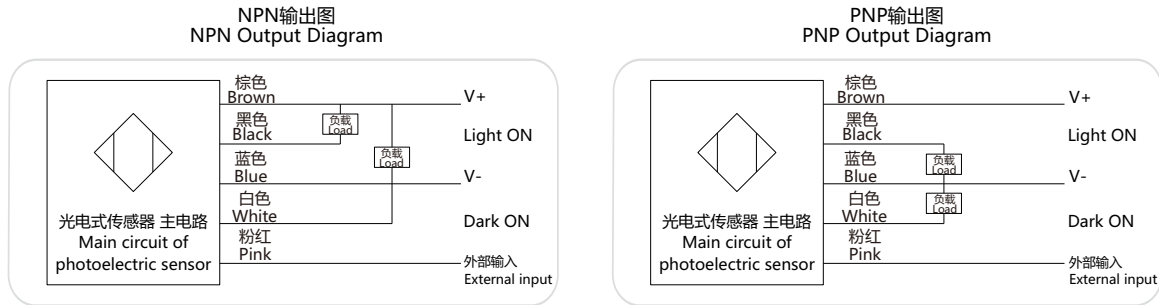 NPN输出图
NPN Output Diagram
棕色
Brown
V+
黑色
Black
负载
Load
Light ON
蓝色
Blue
负载
Load
V-
白色
White
Dark ON
粉红
Pink
外部输入
External input
光电式传感器 主电路
Main circuit of
photoelectric sensor
PNP输出图
PNP Output Diagram
棕色
Brown
V+
黑色
Black
Light ON
蓝色
Blue
负载
Load
V-
白色
White
负载
Load
Dark ON
粉红
Pink
外部输入
External input
光电式传感器 主电路
Main circuit of
photoelectric sensor